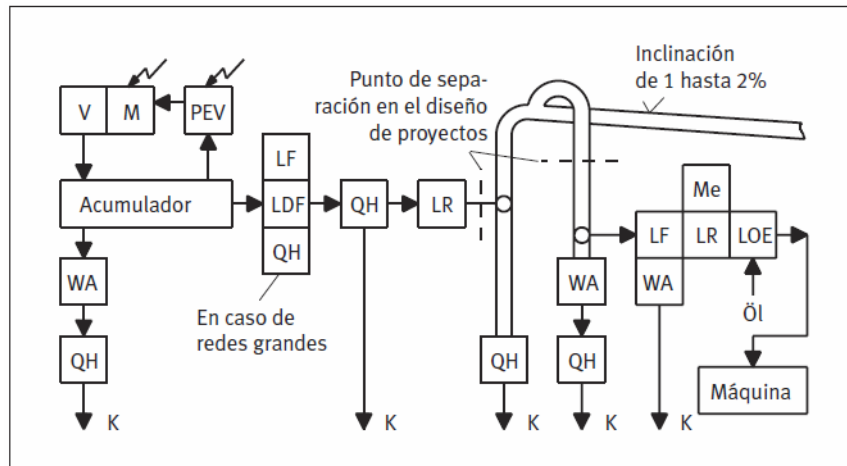 Inclinación
de 1 hasta 2%
Punto de sepa-
ración en el diseño
de proyectos
V
M
PEV
LF
Acumulador
LDF
QH
LR
QH
Me
LF
LR
LOE
WA
WA
WA
Öl
En caso de
redes grandes
QH
QH
QH
Máquina
K
K
K
K
K